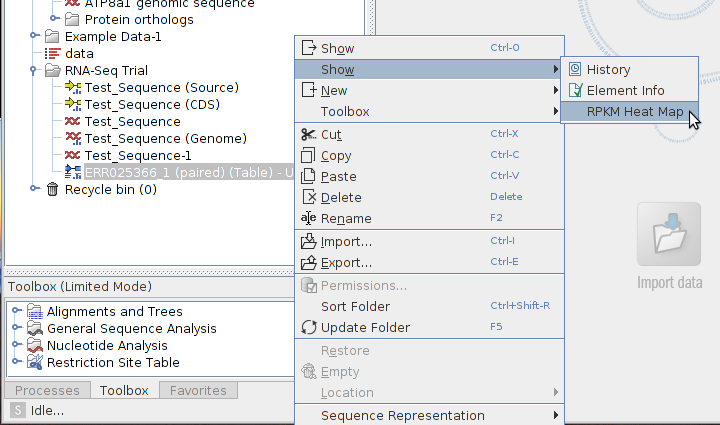 ATP8a1 genomic sequence
Protein orthologs
Example Data-1
data
RNA-Seq Trial
Test_Sequence (Source)
Test_Sequence (CDS)
Test_Sequence
Test_Sequence (Genome)
Test_Sequence-1
ERR025366_1 (paired) (Table) - U
Recycle bin (0)
Show Ctrl-O
Show
New
Toolbox
Cut Ctrl-X
Copy Ctrl-C
Paste Ctrl-V
Delete Delete
Rename F2
Import... Ctrl-I
Export... Ctrl-E
Permissions...
Sort Folder Ctrl+Shift-R
Update Folder F5
Restore
Empty
Location
Sequence Representation
History
Element Info
RPKM Heat Map
Import data
Toolbox (Limited Mode)
Alignments and Trees
General Sequence Analysis
Nucleotide Analysis
Restriction Site Table
Processes Toolbox Favorites
S Idle...